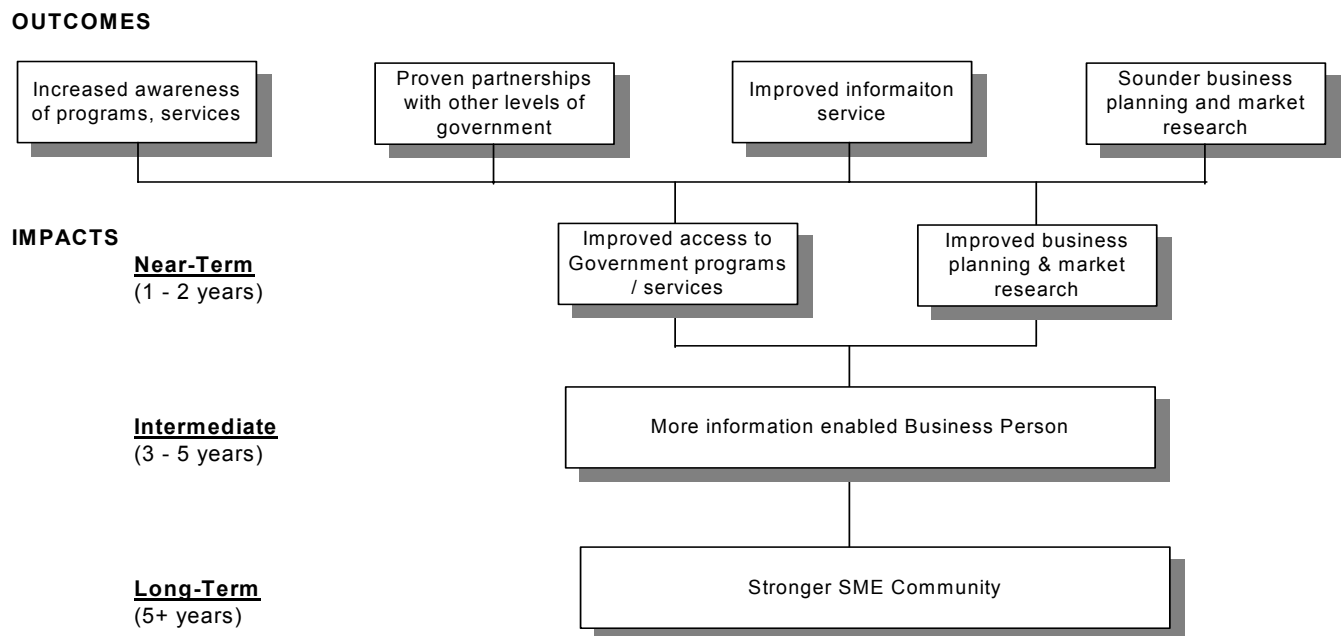 OUTCOMES
Increased awareness
of programs, services
Proven partnerships
with other levels of
government
Improved informaiton
service
Sounder business
planning and market
research
IMPACTS
Near-Term
(1 - 2 years)
Improved access to
Government programs
/ services
Improved business
planning & market
research
Intermediate
(3 - 5 years)
More information enabled Business Person
Long-Term
(5+ years)
Stronger SME Community